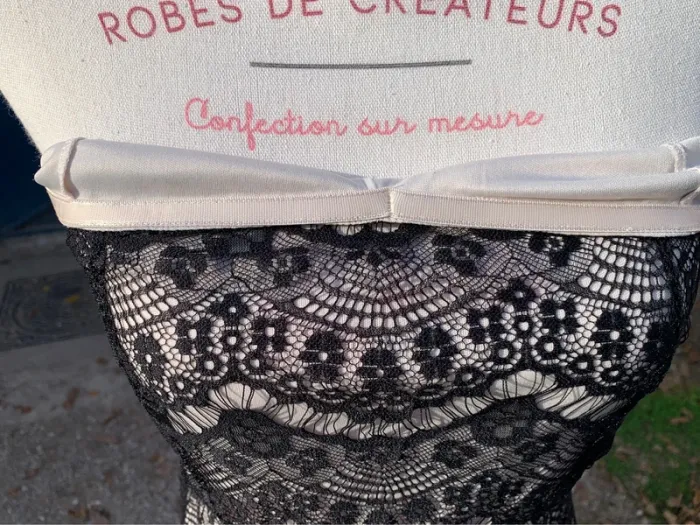 ROBES DE CRÉATEURS
Confection sur mesure